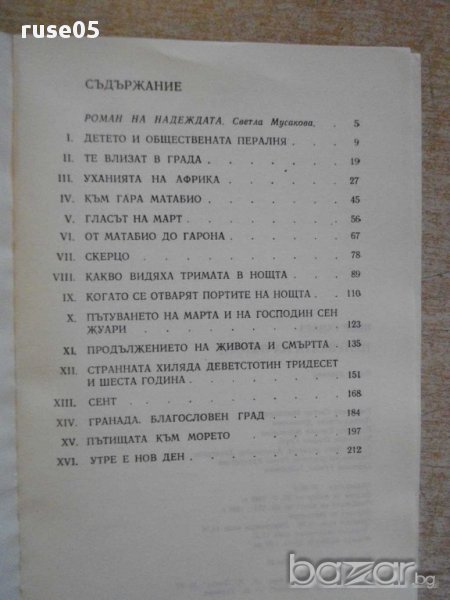 ruse05
СЪДЪРЖАНИЕ
РОМАН НА НАДЕЖДАТА. Светла Мусакова. . 5
I. ДЕТЕТО И ОБЩЕСТВЕНАТА ПЕРАЛНЯ . . 9
II. ТЕ ВЛИЗАТ В ГРАДА . . . . . 19
III. УХАНИЯТА НА АФРИКА . . . . . 27
IV. КЪМ ГАРА МАТАБИО . . . . . 45
V. ГЛАСЪТ НА МАРТ . . . . . 56
VI. ОТ МАТАБИО ДО ГАРОНА . . . . 67
VII. СКЕРЦО . . . . . . . 78
VIII. КАКВО ВИДЯХА ТРИМАТА В НОЩТА . . 89
IX. КОГАТО СЕ ОТВАРЯТ ПОРТИТЕ НА НОЩТА . 110
X. ПЪТУВАНЕТО НА МАРТА И НА ГОСПОДИН СЕН
ЖУАРИ . . . . . . . 123
XI. ПРОДЪЛЖЕНИЕТО НА ЖИВОТА И СМЪРТТА . 135
XII. СТРАННАТА ХИЛЯДА ДЕВЕТСТОТИН ТРИДЕСЕТ
И ШЕСТА ГОДИНА . . . . . . 151
XIII. СЕНТ . . . . . . . 168
XIV. ГРАНАДА, БЛАГОСЛОВЕН ГРАД . . . 184
XV. ПЪТИЩАТА КЪМ МОРЕТО . . . . 197
XVI. УТРЕ Е НОВ ДЕН . . . . . 212
bazar.bg